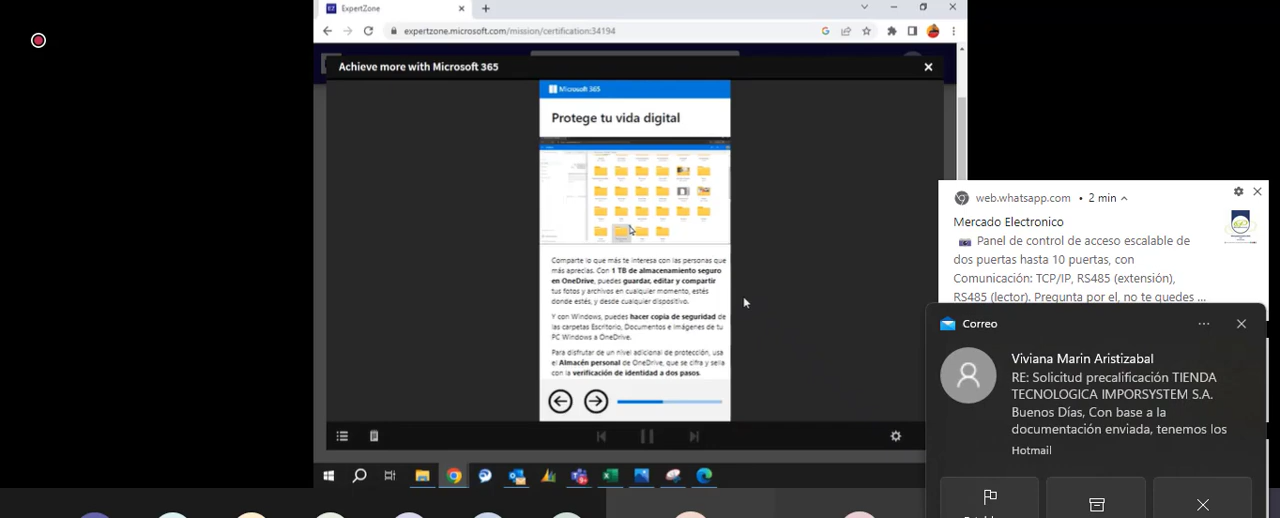 ExpertZone
expertzone.microsoft.com/mission/certification:34194
Achieve more with Microsoft 365
Microsoft 365
Protege tu vida digital
Comparte lo que más te interesa con las personas que
más aprecias. Con 1 TB de almacenamiento seguro
en OneDrive, puedes guardar, editar y compartir
tus fotos y archivos en cualquier momento, estés
donde estés, y desde cualquier dispositivo.
Y con Windows, puedes hacer copia de seguridad de
las carpetas Escritorio, Documentos e Imágenes de tu
PC Windows a OneDrive.
Para disfrutar de un nivel adicional de protección, usa
el Almacén personal de OneDrive, que se cifra y sella
con la verificación de identidad a dos pasos.
web.whatsapp.com • 2 min
Mercado Electronico
Panel de control de acceso escalable de
dos puertas hasta 10 puertas, con
Comunicación: TCP/IP, RS485 (extensión),
RS485 (lector). Pregunta por el, no te quedes ...
Correo
Viviana Marin Aristizabal
RE: Solicitud precalificación TIENDA
TECNOLOGICA IMPORSYSTEM S.A.
Buenos Días, Con base a la
documentación enviada, tenemos los
Hotmail